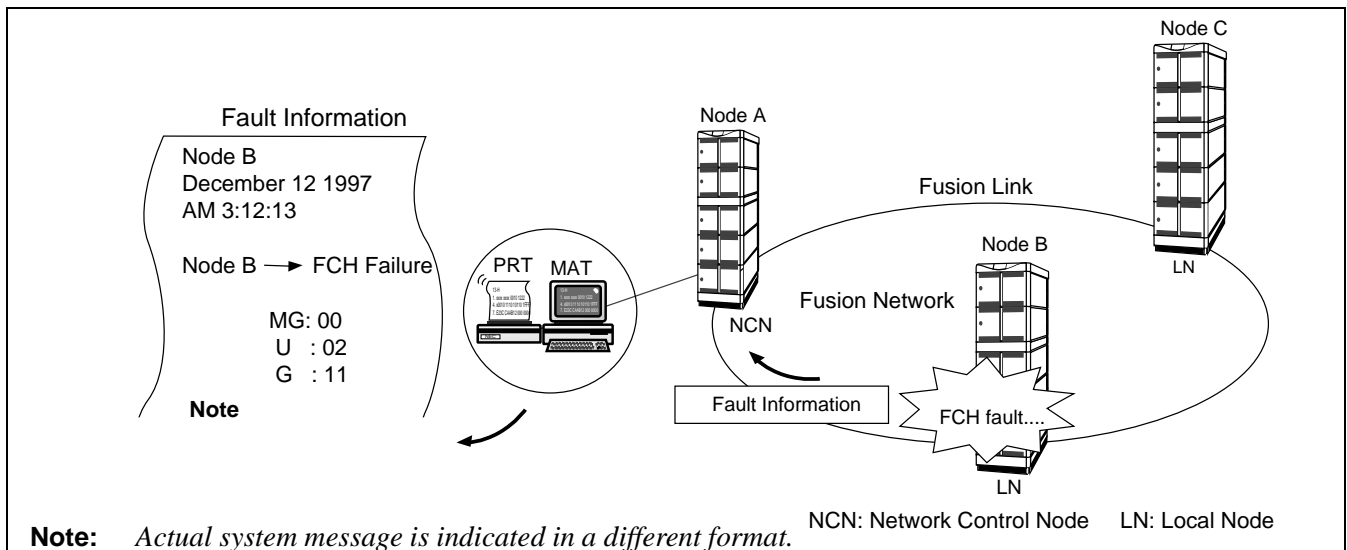 Fault Information
Node B
December 12 1997
AM 3:12:13
Node B → FCH Failure
MG: 00
U : 02
G : 11
Note
PRT
MAT
Node A
NCN
Node C
LN
Fusion Link
Fusion Network
Node B
Fault Information
FCH fault....
LN
NCN: Network Control Node LN: Local Node
Note: Actual system message is indicated in a different format.